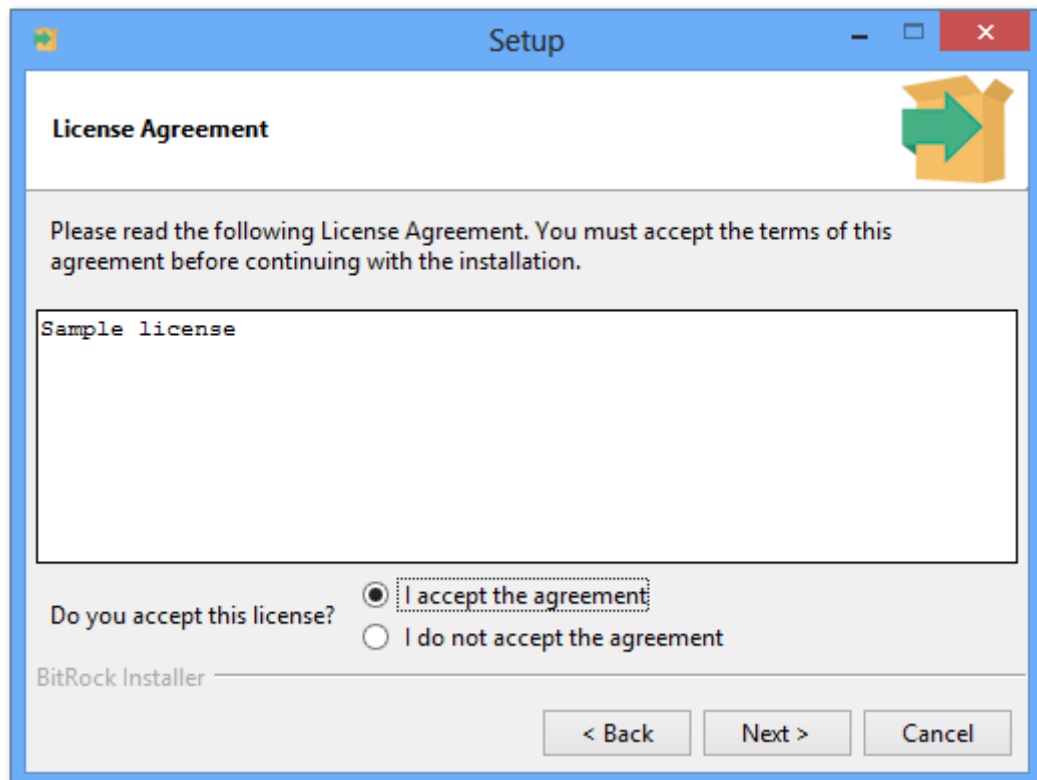 Setup
License Agreement
Please read the following License Agreement. You must accept the terms of this
agreement before continuing with the installation.
Sample license
Do you accept this license?
I accept the agreement
I do not accept the agreement
BitRock Installer
< Back
Next >
Cancel